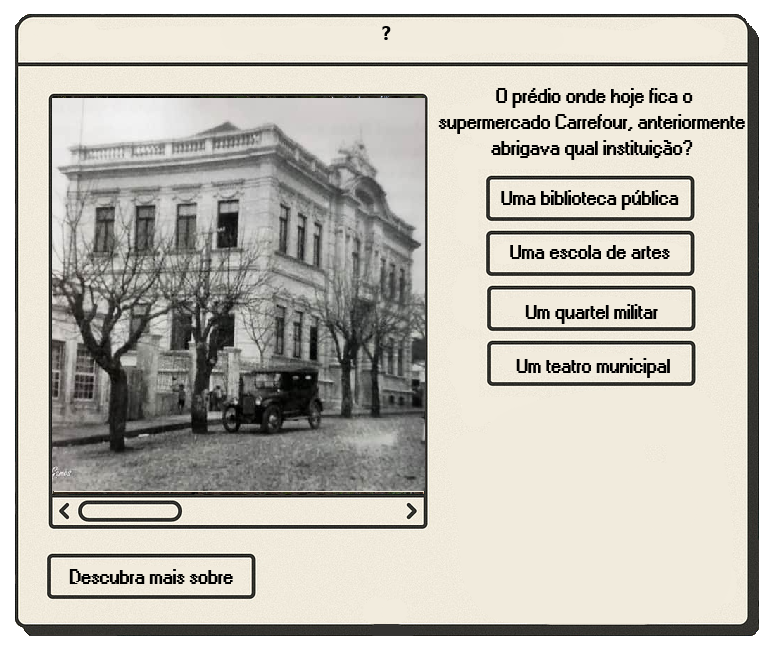 ?
O prédio onde hoje fica o
supermercado Carrefour, anteriormente
abrigava qual instituição?
Uma biblioteca pública
Uma escola de artes
Um quartel militar
Um teatro municipal
Descubra mais sobre